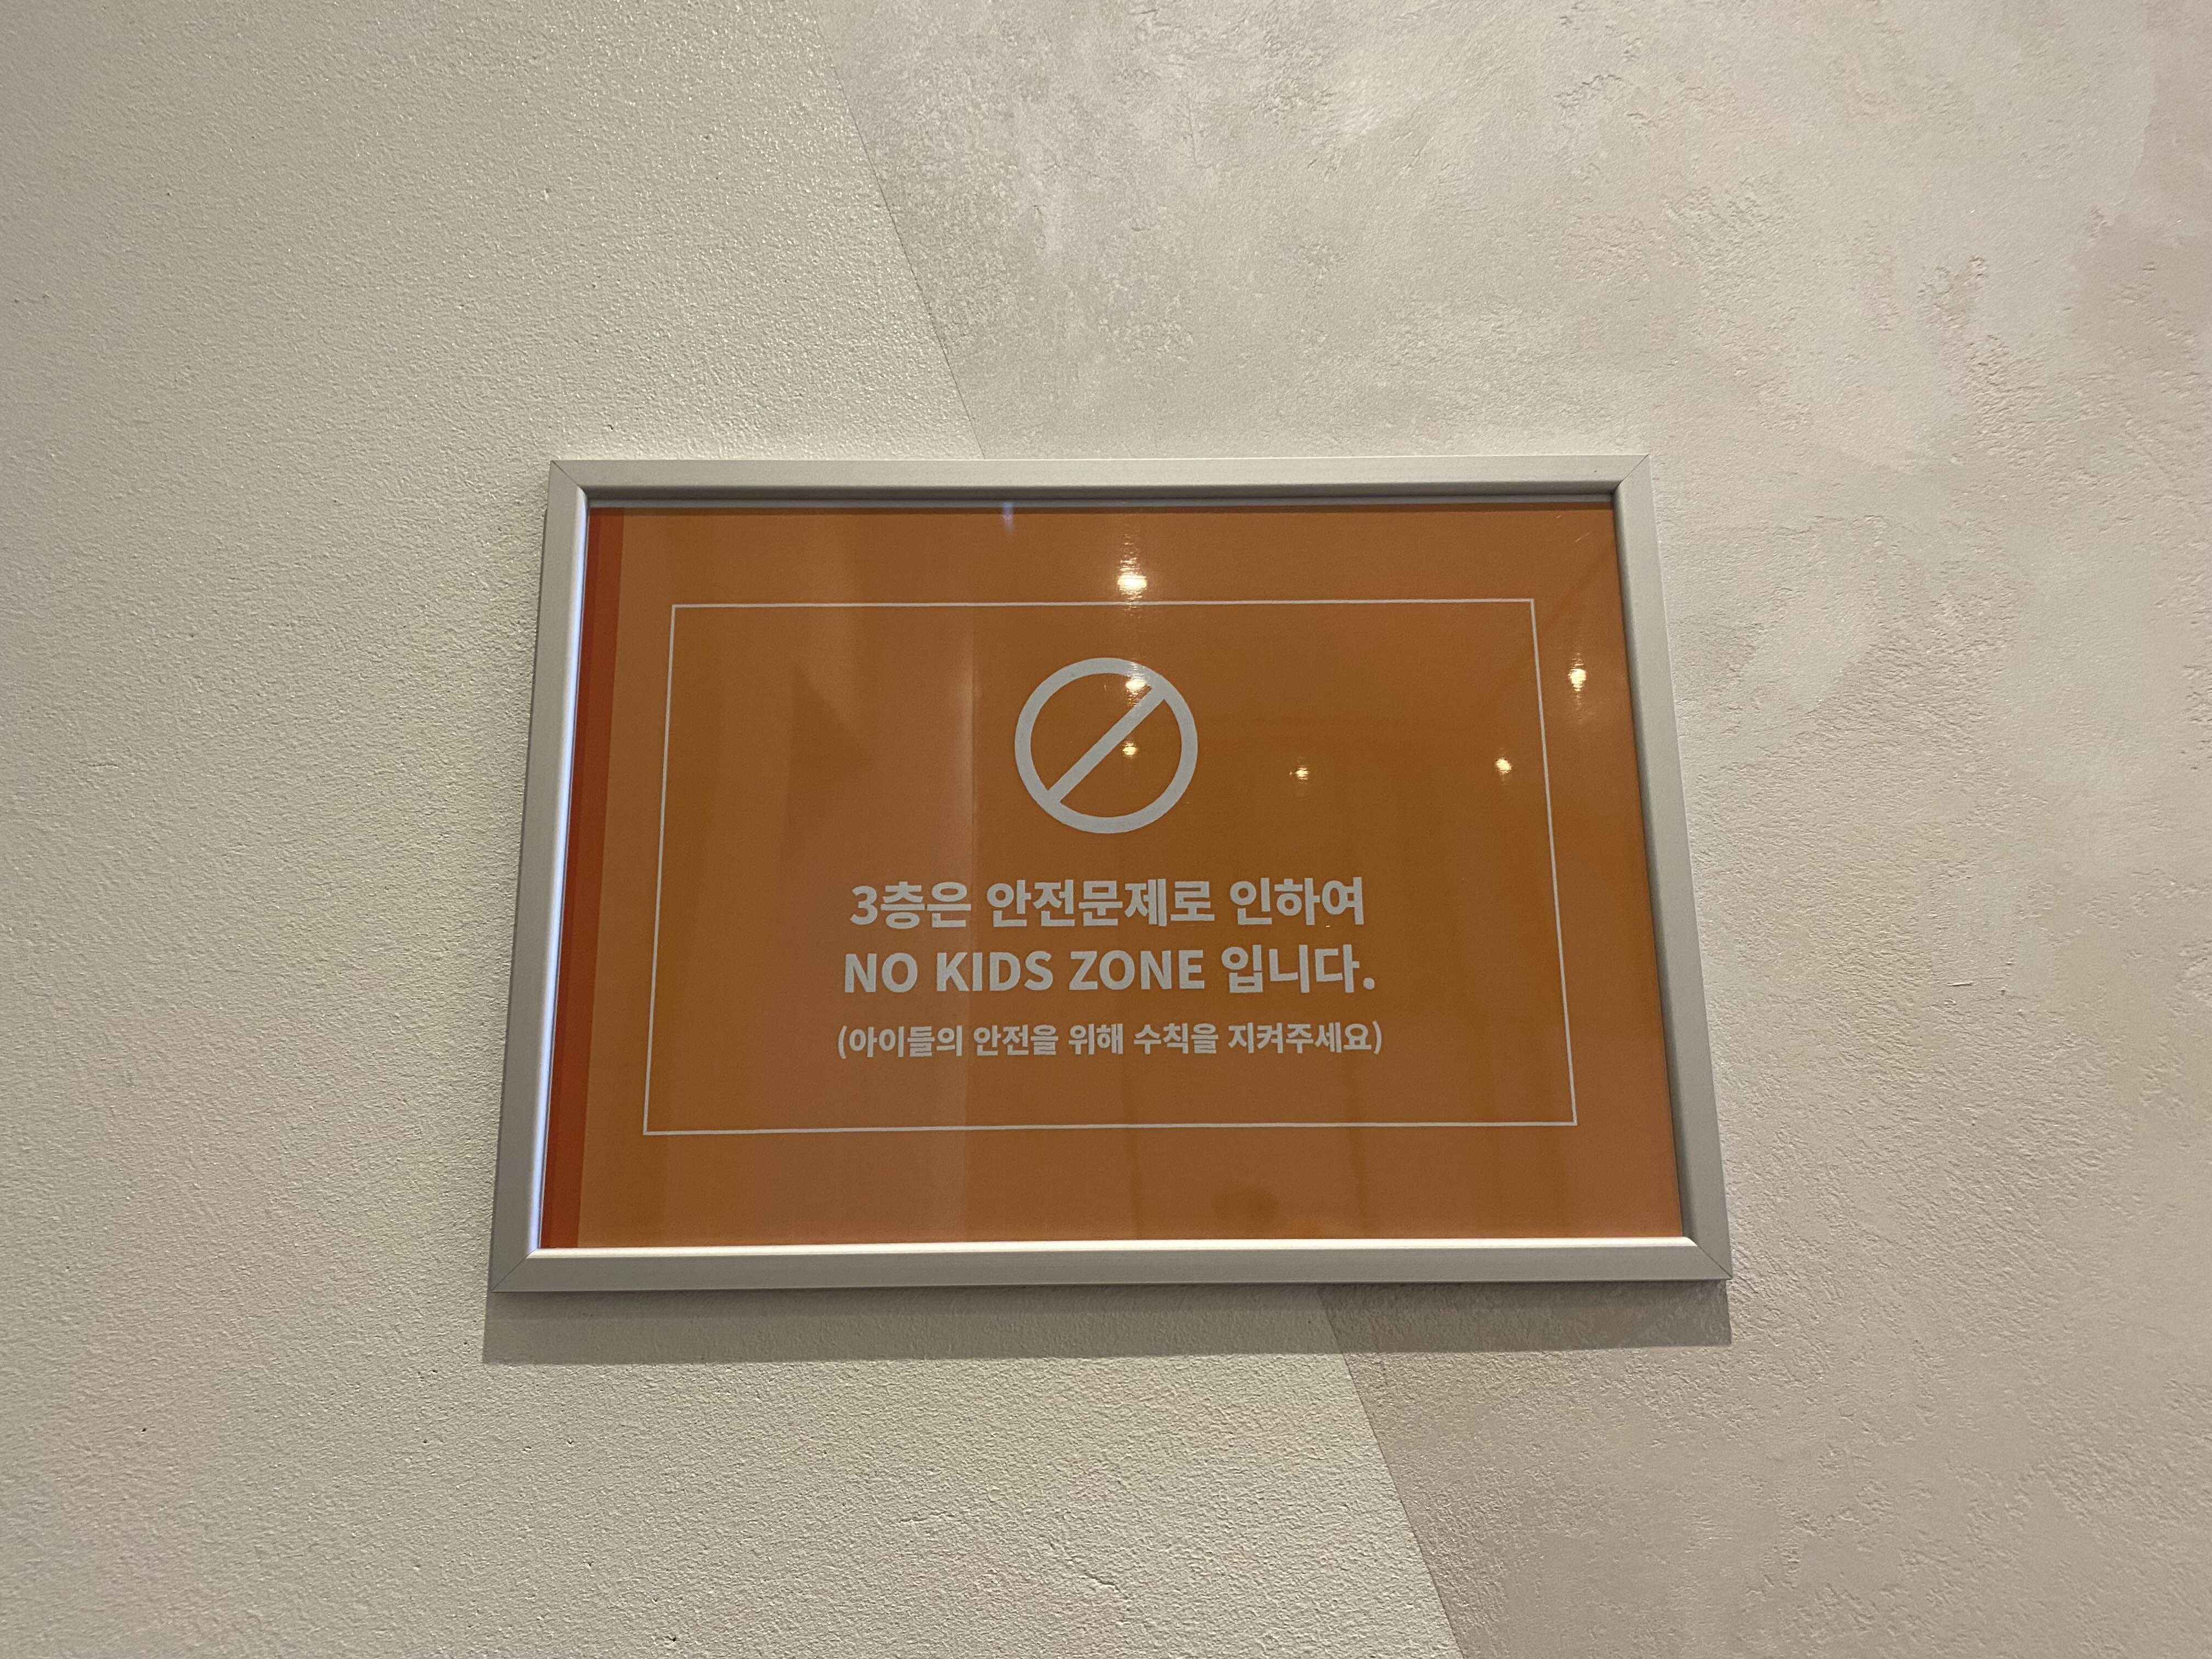 3층은 안전문제로 인하여
NO KIDS ZONE 입니다.
(아이들의 안전을 위해 수칙을 지켜주세요)